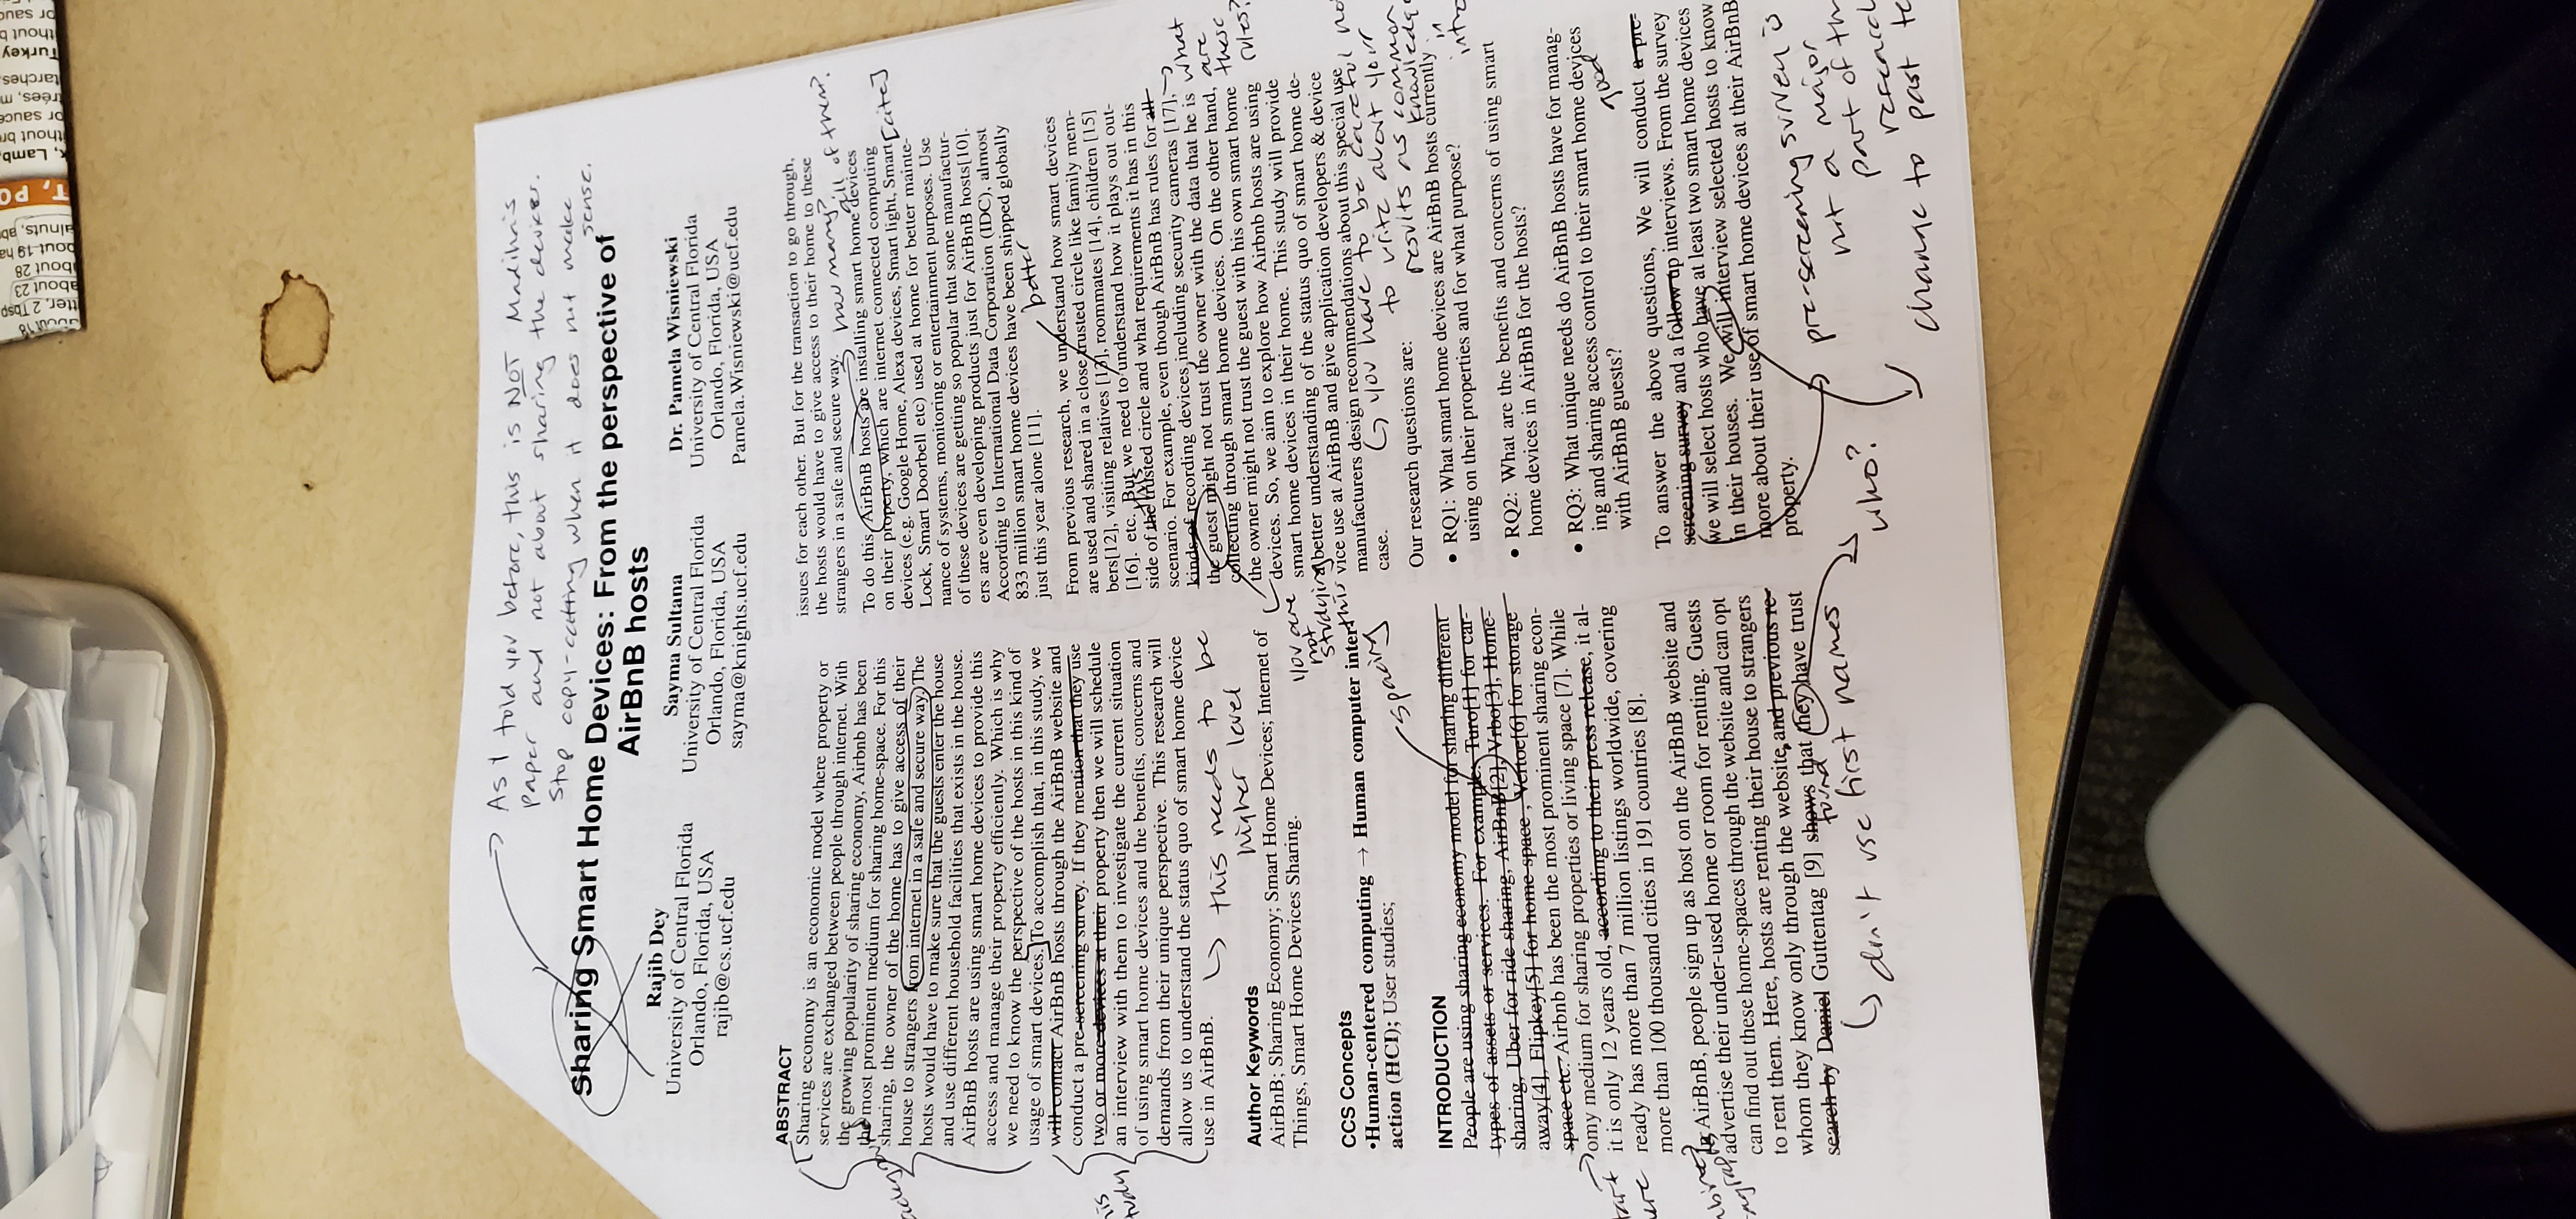 As I told you before, this is NOT Madiha's
paper and not about sharing the devices.
Stop copy-cutting when it does not make
sense.
Sharing Smart Home Devices: From the perspective of
AirBnB hosts
Rajib Dey
University of Central Florida
Orlando, Florida, USA
rajib@cs.ucf.edu
Sayma Sultana
University of Central Florida
Orlando, Florida, USA
sayma@knights.ucf.edu
Dr. Pamela Wisniewski
University of Central Florida
Orlando, Florida, USA
Pamela.Wisniewski@ucf.edu
ABSTRACT
Sharing economy is an economic model where property or
services are exchanged between people through internet. With
the growing popularity of sharing economy, Airbnb has been
the most prominent medium for sharing home-space. For this
sharing, the owner of the home has to give access of their
house to strangers from internet in a safe and secure way. The
hosts would have to make sure that the guests enter the house
and use different household facilities that exists in the house.
AirBnB hosts are using smart home devices to provide this
access and manage their property efficiently. Which is why
we need to know the perspective of the hosts in this kind of
usage of smart devices. To accomplish that, in this study, we
will contact AirBnB hosts through the AirBnB website and
conduct a pre-screening survey. If they mention that they use
two or more devices at their property then we will schedule
an interview with them to investigate the current situation
of using smart home devices and the benefits, concerns and
demands from their unique perspective. This research will
allow us to understand the status quo of smart home device
use in AirBnB.
this needs to be
higher level
Author Keywords
AirBnB; Sharing Economy; Smart Home Devices; Internet of
Things, Smart Home Devices Sharing.
CCS Concepts
•Human-centered computing → Human computer inter
action (HCI); User studies;
spacing
INTRODUCTION
People are using sharing economy model for sharing different
types of assets or services. For example: Turo[1] for car-
sharing, Uber for ride sharing, AirBnB[2], Vrbo[3], Home-
away[4], Flipkey[5] for home-space , Vertoe[6] for storage
space etc. Airbnb has been the most prominent sharing econ-
omy medium for sharing properties or living space [7]. While
it is only 12 years old, according to their press release, it al-
ready has more than 7 million listings worldwide, covering
more than 100 thousand cities in 191 countries [8].
In AirBnB, people sign up as host on the AirBnB website and
advertise their under-used home or room for renting. Guests
can find out these home-spaces through the website and can opt
to rent them. Here, hosts are renting their house to strangers
whom they know only through the website, and previous re-
search by Daniel Guttentag [9] shows that they have trust
found
don't use first names
who?
issues for each other. But for the transaction to go through,
the hosts would have to give access to their home to these
strangers in a safe and secure way.
how many?
all of them?
To do this, AirBnB hosts are installing smart home devices
on their property, which are internet connected computing
devices (e.g. Google Home, Alexa devices, Smart light, Smart
[cite]
Lock, Smart Doorbell etc) used at home for better mainte-
nance of systems, monitoring or entertainment purposes. Use
of these devices are getting so popular that some manufactur-
ers are even developing products just for AirBnB hosts[10].
According to International Data Corporation (IDC), almost
833 million smart home devices have been shipped globally
just this year alone [11].
better
From previous research, we understand how smart devices
are used and shared in a close trusted circle like family mem-
bers[12], visiting relatives [13], roommates [14], children [15]
[16]. etc. But we need to understand how it plays out out-
this
side of the trusted circle and what requirements it has in this
scenario. For example, even though AirBnB has rules for all
kinds of recording devices, including security cameras [17],
the guest might not trust the owner with the data that he is
collecting through smart home devices. On the other hand,
the owner might not trust the guest with his own smart home
devices. So, we aim to explore how Airbnb hosts are using
smart home devices in their home. This study will provide
better understanding of the status quo of smart home de-
vice use at AirBnB and give application developers & device
manufacturers design recommendations about this special use
case.
what
are
these
rules?
you are
not
studying
this
you have to be careful
to write about your
results as common
in
Our research questions are:
• RQ1: What smart home devices are AirBnB hosts currently
using on their properties and for what purpose?
• RQ2: What are the benefits and concerns of using smart
home devices in AirBnB for the hosts?
• RQ3: What unique needs do AirBnB hosts have for manag-
ing and sharing access control to their smart home devices
with AirBnB guests?
good
To answer the above questions, We will conduct a pre-
screening survey and a follow up interviews. From the survey
we will select hosts who have at least two smart home devices
in their houses. We will interview selected hosts to know
more about their use of smart home devices at their AirBnB
property.
pre-screening survey is
not a major
part of
research
change to past